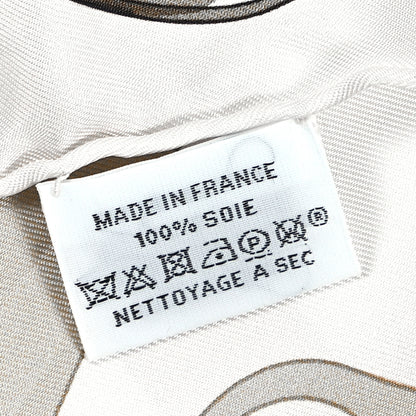 MADE IN FRANCE
100% SOIE
P ®
NETTOYAGE A SEC